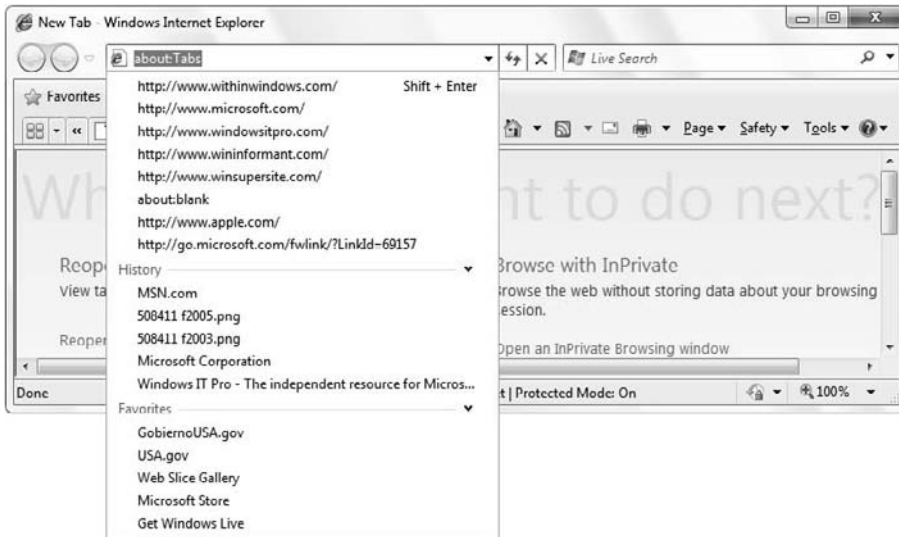 New Tab - Windows Internet Explorer
about:Tabs
Live Search
Favorites
http://www.withinwindows.com/ Shift + Enter
http://www.microsoft.com/
http://www.windowsitpro.com/
http://www.wininformant.com/
http://www.winsupersite.com/
about:blank
http://www.apple.com/
http://go.microsoft.com/fwlink/?LinkId=69157
History
MSN.com
508411 f2005.png
508411 f2003.png
Microsoft Corporation
Windows IT Pro - The independent resource for Micros...
Favorites
GobiernoUSA.gov
USA.gov
Web Slice Gallery
Microsoft Store
Get Windows Live
Page Safety Tools
Wh nt to do next?
Reop Browse with InPrivate
View ta Browse the web without storing data about your browsing
session.
Reoper Open an InPrivate Browsing window
Done t | Protected Mode: On 100%